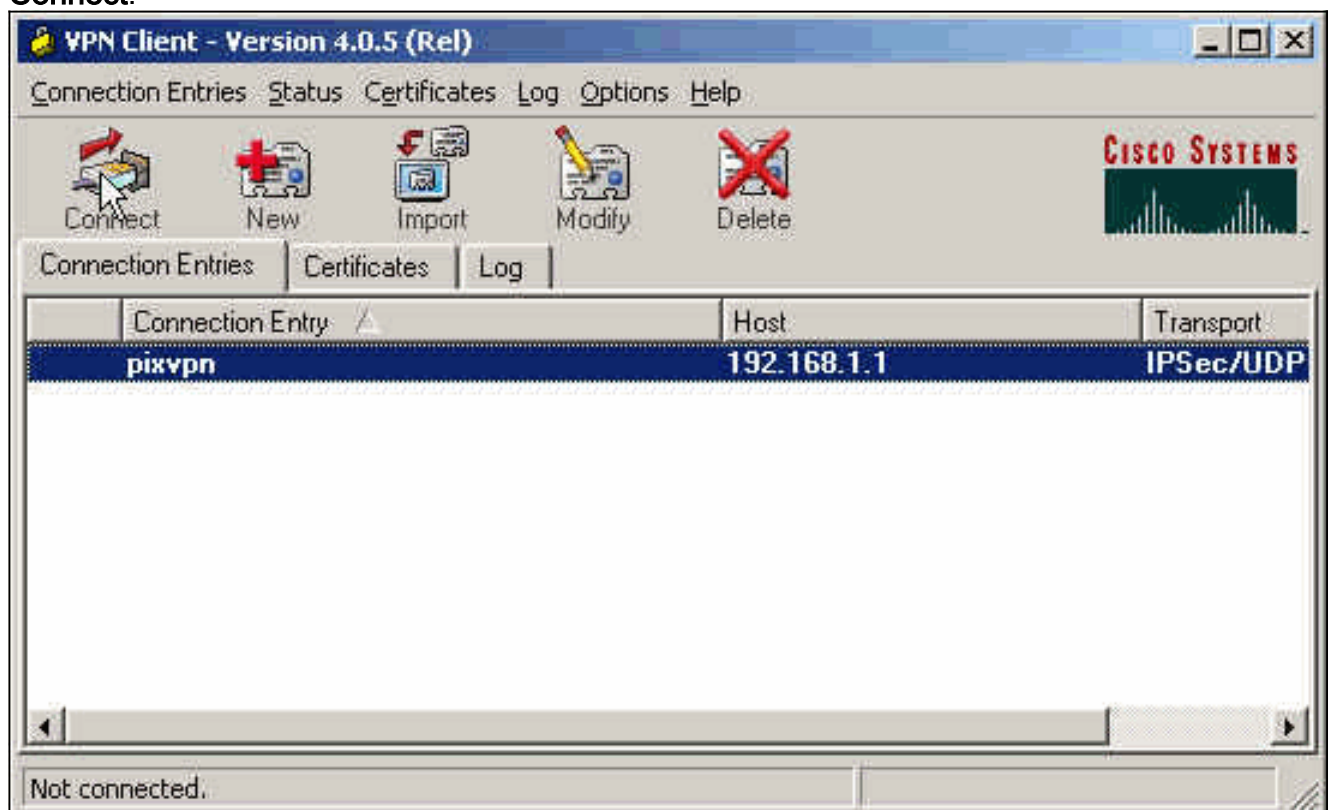 Connect.
VPN Client - Version 4.0.5 (Rel)
Connection Entries Status Certificates Log Options Help
Connect New Import Modify Delete
CISCO SYSTEMS
Connection Entries Certificates Log
Connection Entry Host Transport
pixvpn 192.168.1.1 IPSec/UDP
Not connected.